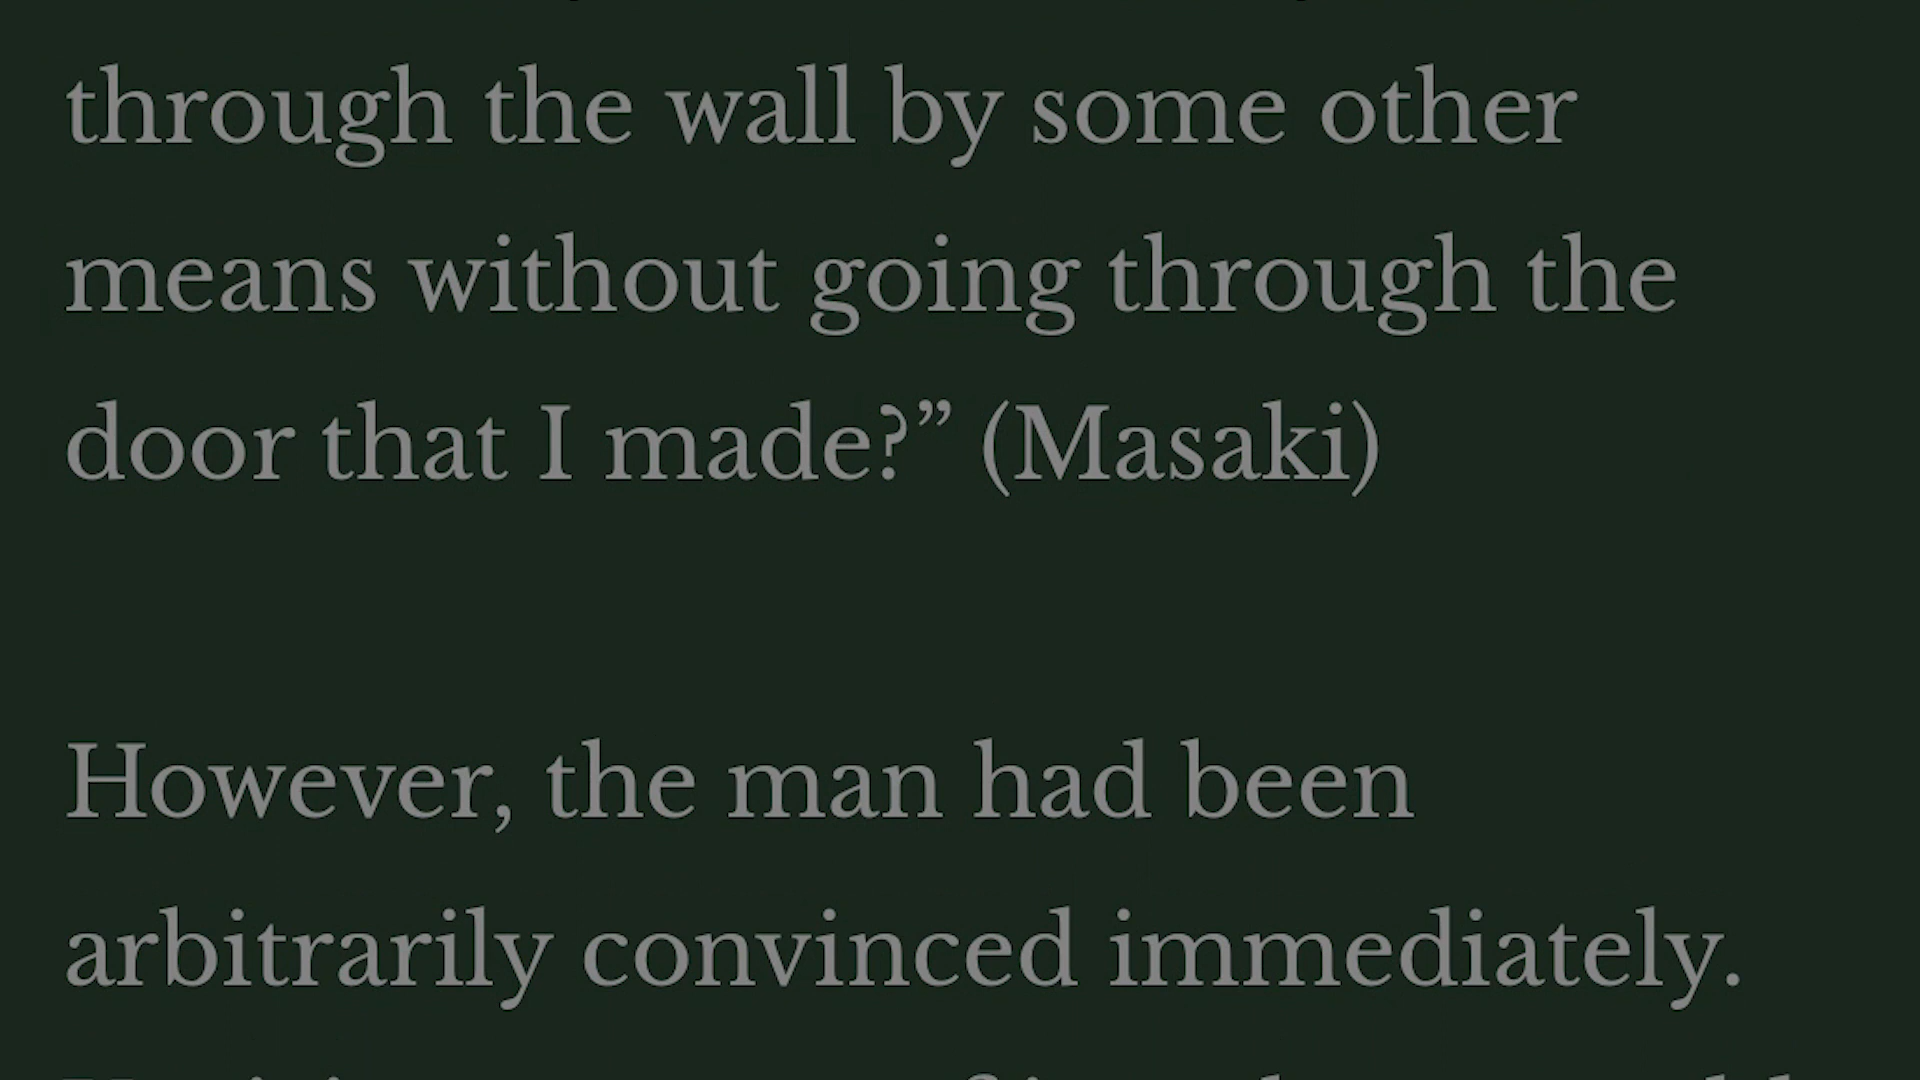 through the wall by some other
means without going through the
door that I made?” (Masaki)
However, the man had been
arbitrarily convinced immediately.